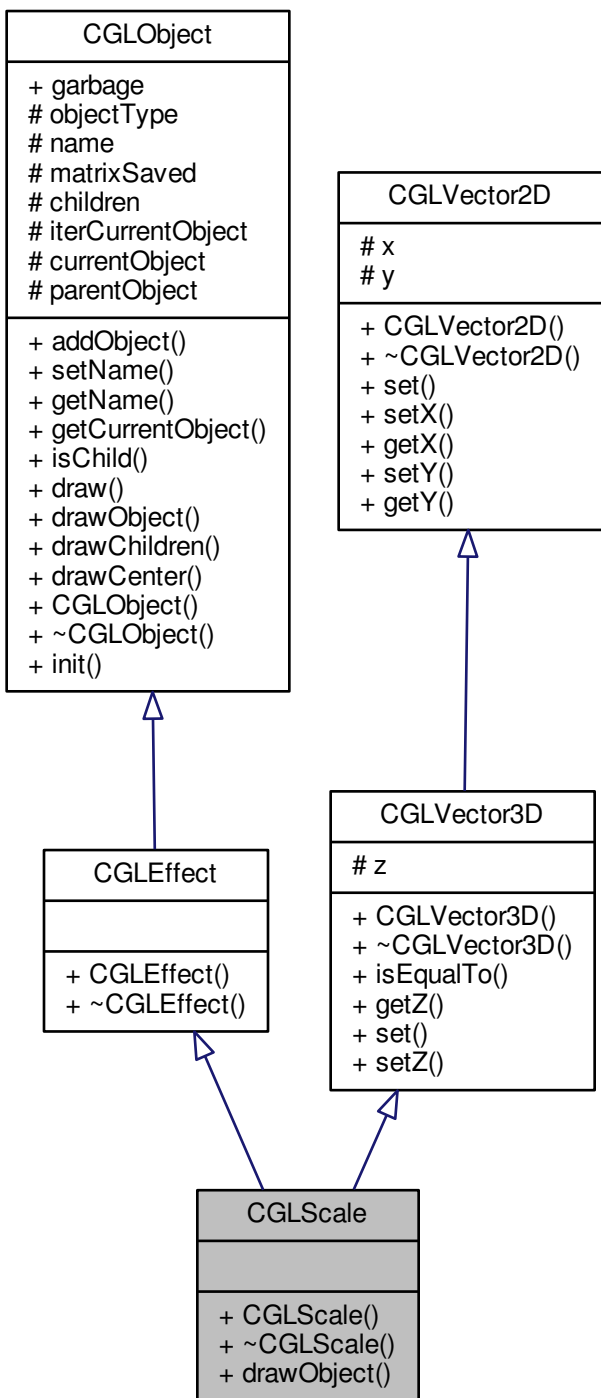 CGLObject
+ garbage
# objectType
# name
# matrixSaved
# children
# iterCurrentObject
# currentObject
# parentObject
+ addObject()
+ setName()
+ getName()
+ getCurrentObject()
+ isChild()
+ draw()
+ drawObject()
+ drawChildren()
+ drawCenter()
+ CGLObject()
+ ~CGLObject()
+ init()
CGLVector2D
# x
# y
+ CGLVector2D()
+ ~CGLVector2D()
+ set()
+ setX()
+ getX()
+ setY()
+ getY()
CGLEffect
+ CGLEffect()
+ ~CGLEffect()
CGLVector3D
# z
+ CGLVector3D()
+ ~CGLVector3D()
+ isEqualTo()
+ getZ()
+ set()
+ setZ()
CGLScale
+ CGLScale()
+ ~CGLScale()
+ drawObject()